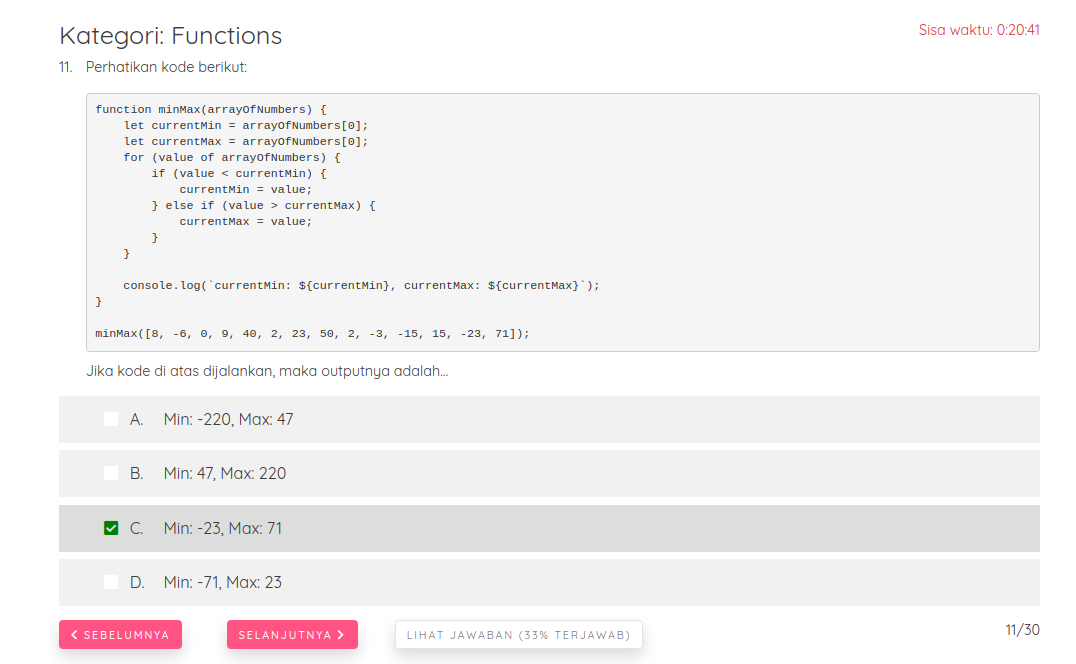 Kategori: Functions
Sisa waktu: 0:20:41
11. Perhatikan kode berikut:
function minMax(arrayOfNumbers) {
    let currentMin = arrayOfNumbers[0];
    let currentMax = arrayOfNumbers[0];
    for (value of arrayOfNumbers) {
        if (value < currentMin) {
            currentMin = value;
        } else if (value > currentMax) {
            currentMax = value;
        }
    }
    console.log(`currentMin: ${currentMin}, currentMax: ${currentMax}`);
}
minMax([8, -6, 0, 9, 40, 2, 23, 50, 2, -3, -15, 15, -23, 71]);
Jika kode di atas dijalankan, maka outputnya adalah...
A. Min: -220, Max: 47
B. Min: 47, Max: 220
C. Min: -23, Max: 71
D. Min: -71, Max: 23
SEBELUMNYA
SELANJUTNYA
LIHAT JAWABAN (33% TERJAWAB)
11/30